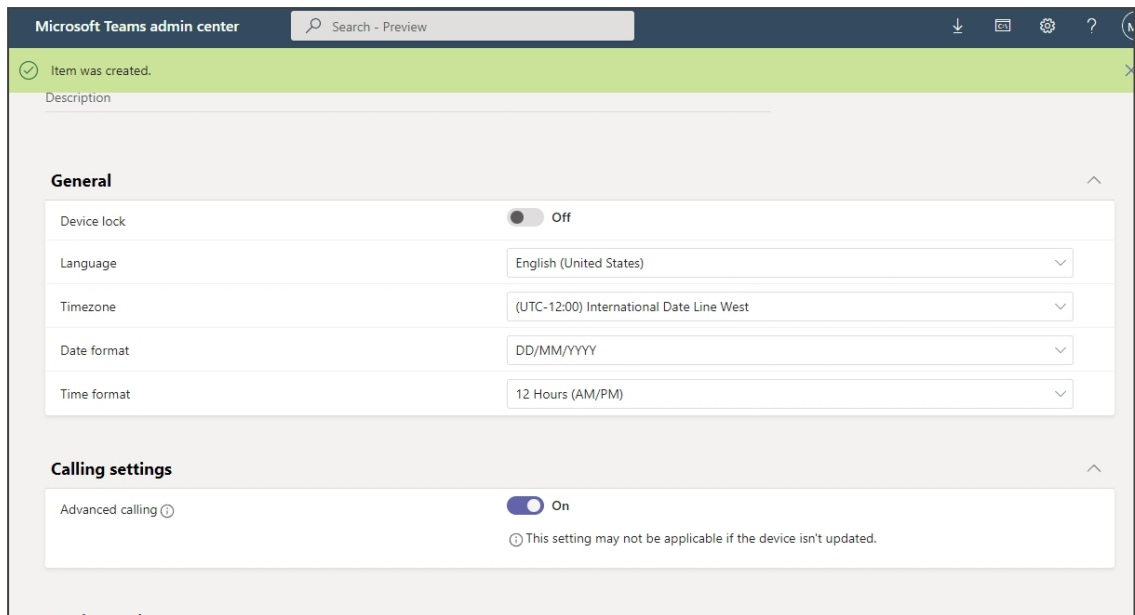 Microsoft Teams admin center
Search - Preview
Item was created.
Description
General
Device lock
Off
Language
English (United States)
Timezone
(UTC-12:00) International Date Line West
Date format
DD/MM/YYYY
Time format
12 Hours (AM/PM)
Calling settings
Advanced calling
On
This setting may not be applicable if the device isn't updated.